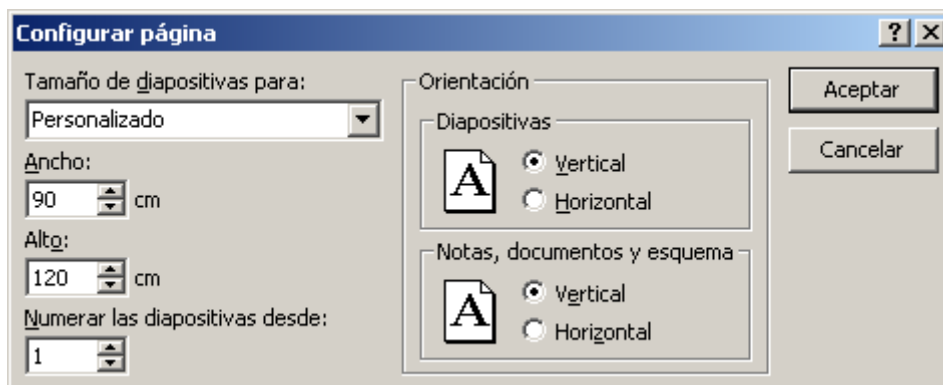 Configurar página
Tamaño de diapositivas para:
Personalizado
Ancho:
90 cm
Alto:
120 cm
Numerar las diapositivas desde:
1
Orientación
Diapositivas
A
Vertical
Horizontal
Notas, documentos y esquema
A
Vertical
Horizontal
Aceptar
Cancelar